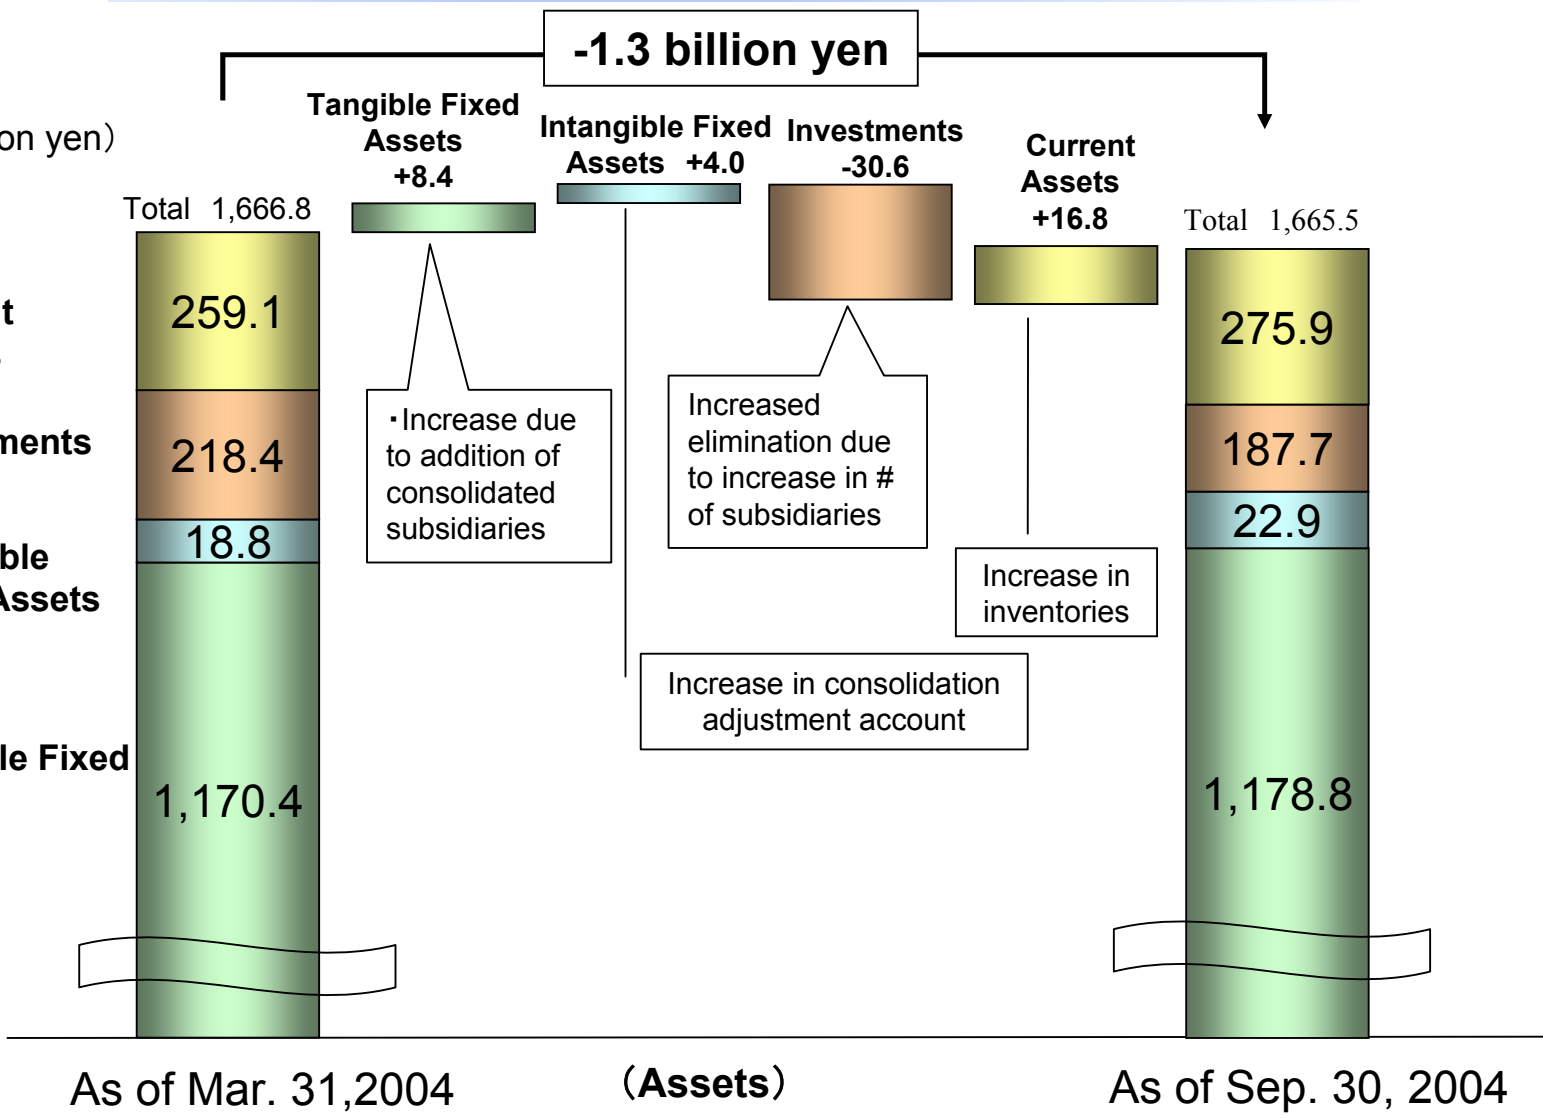 -1.3 billion yen
on yen）
Tangible Fixed
Assets
+8.4
Intangible Fixed
Assets +4.0
Investments
-30.6
Current
Assets
+16.8
Total 1,666.8
Total 1,665.5
259.1
218.4
18.8
1,170.4
t
ments
ble
Assets
le Fixed
・Increase due
to addition of
consolidated
subsidiaries
Increased
elimination due
to increase in #
of subsidiaries
Increase in
inventories
Increase in consolidation
adjustment account
275.9
187.7
22.9
1,178.8
As of Mar. 31,2004
（Assets）
As of Sep. 30, 2004